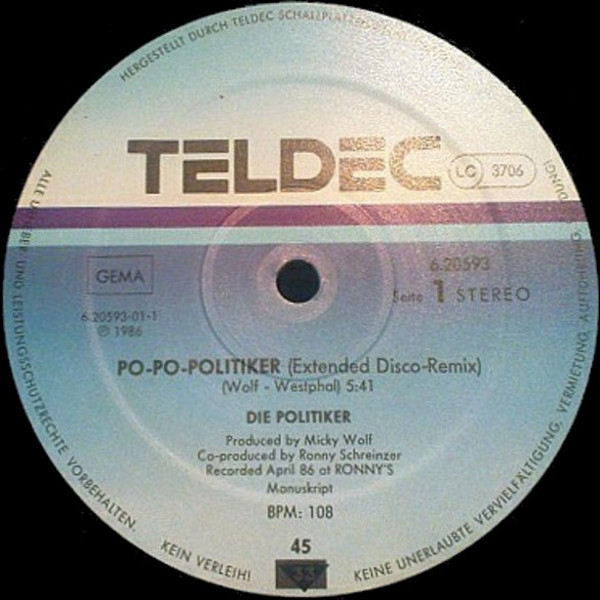 HERGESTELLT DURCH TELDEC SCHALLPLATTEN
TELDEC
LC 3706
GEMA
6.20593
Seite 1 STEREO
6.20593-01-1
℗ 1986
PO-PO-POLITIKER (Extended Disco-Remix)
(Wolf - Westphal) 5:41
DIE POLITIKER
Produced by Micky Wolf
Co-produced by Ronny Schreinzer
Recorded April 86 at RONNY'S
Manuskript
BPM: 108
45
33
ALLE URHEBER- UND LEISTUNGSSCHUTZRECHTE VORBEHALTEN.
KEIN VERLEIH!
KEINE UNERLAUBTE VERVIELFÄLTIGUNG, VERMIETUNG, AUFFÜHRUNG,